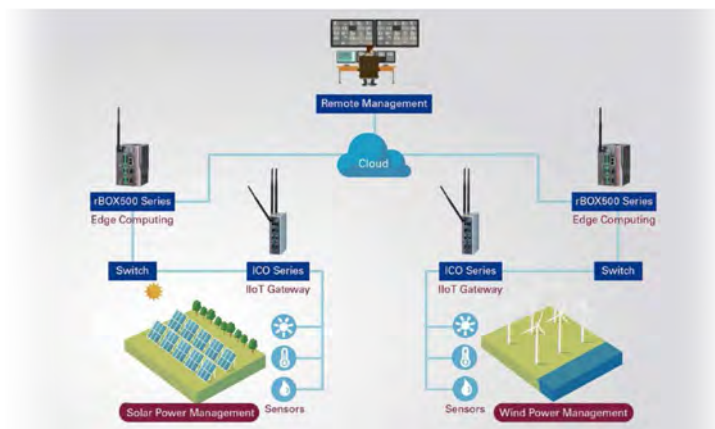 Remote Management
Cloud
rBOX500 Series
Edge Computing
rBOX500 Series
Edge Computing
Switch
ICO Series
IIoT Gateway
ICO Series
IIoT Gateway
Switch
Sensors
Solar Power Management
Sensors
Wind Power Management